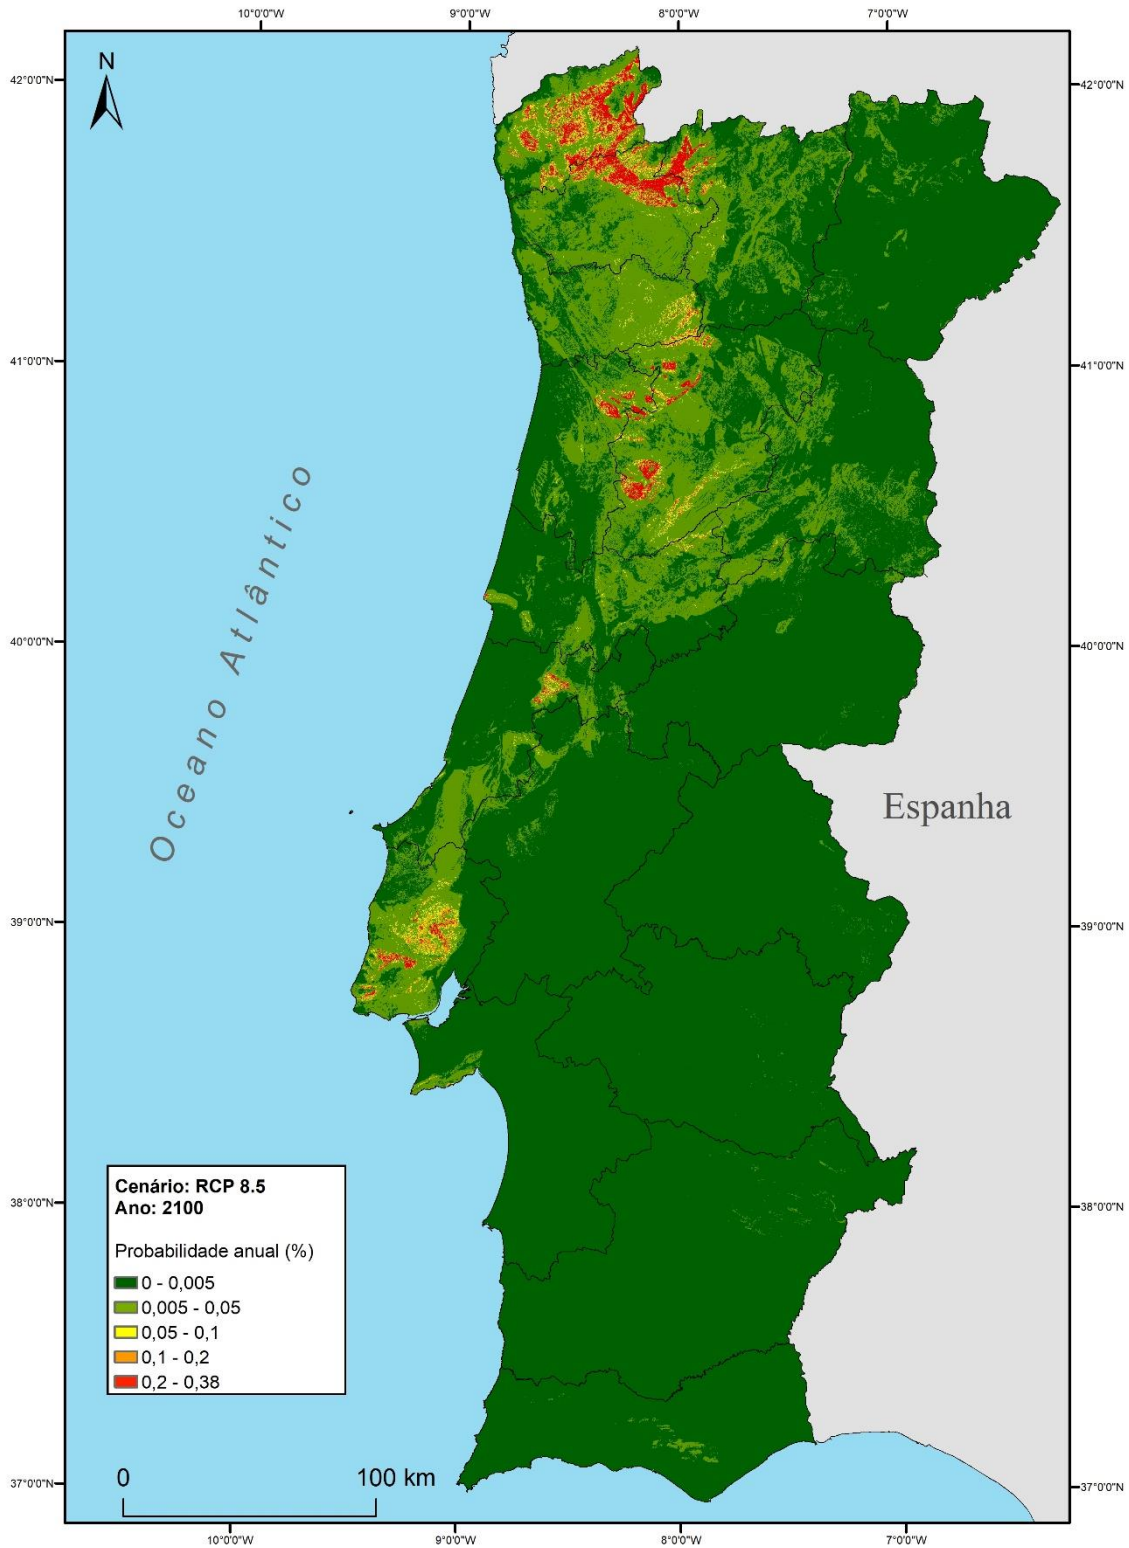 10°0'0"W 9°0'0"W 8°0'0"W 7°0'0"W
N
42°0'0"N 42°0'0"N
41°0'0"N 41°0'0"N
Oceano Atlântico
40°0'0"N 40°0'0"N
Espanha
39°0'0"N 39°0'0"N
Cenário: RCP 8.5
Ano: 2100
38°0'0"N 38°0'0"N
Probabilidade anual (%)
0 - 0,005
0,005 - 0,05
0,05 - 0,1
0,1 - 0,2
0,2 - 0,38
0 100 km
37°0'0"N 37°0'0"N
10°0'0"W 9°0'0"W 8°0'0"W 7°0'0"W